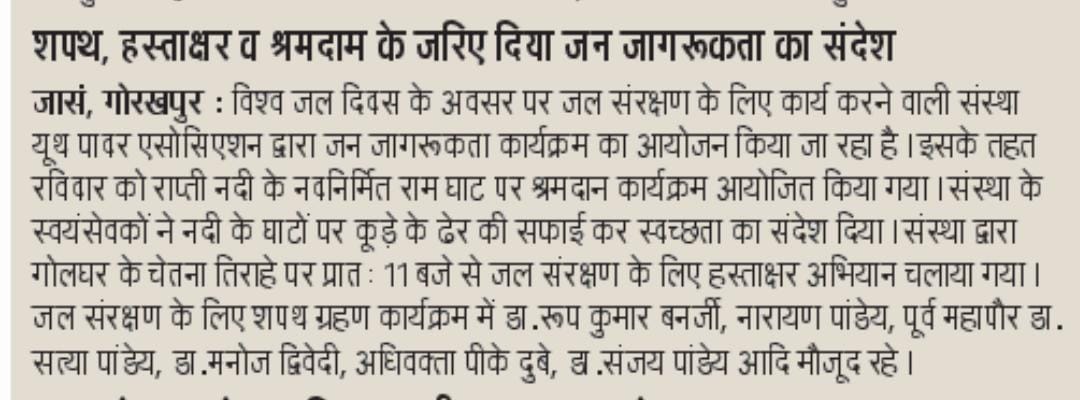 शपथ, हस्ताक्षर व श्रमदाम के जरिए दिया जन जागरूकता का संदेश
जासं, गोरखपुर : विश्व जल दिवस के अवसर पर जल संरक्षण के लिए कार्य करने वाली संस्था
यूथ पावर एसोसिएशन द्वारा जन जागरूकता कार्यक्रम का आयोजन किया जा रहा है । इसके तहत
रविवार को राप्ती नदी के नवनिर्मित राम घाट पर श्रमदान कार्यक्रम आयोजित किया गया । संस्था के
स्वयंसेवकों ने नदी के घाटों पर कूड़े के ढेर की सफाई कर स्वच्छता का संदेश दिया । संस्था द्वारा
गोलघर के चेतना तिराहे पर प्रात : 11 बजे से जल संरक्षण के लिए हस्ताक्षर अभियान चलाया गया ।
जल संरक्षण के लिए शपथ ग्रहण कार्यक्रम में डा.रूप कुमार बनर्जी, नारायण पांडेय, पूर्व महापौर डा.
सत्या पांडेय, डा.मनोज द्विवेदी, अधिवक्ता पीके दुबे, डा.संजय पांडेय आदि मौजूद रहे ।